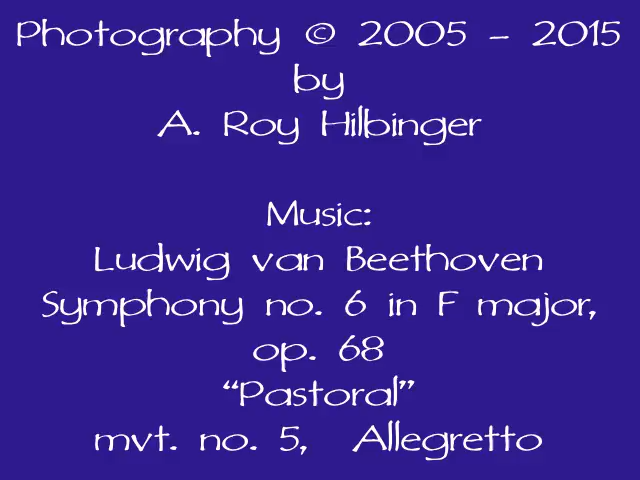 Photography © 2005 - 2015
by
A. Roy Hilbinger
Music:
Ludwig van Beethoven
Symphony no. 6 in F major,
op. 68
“Pastoral”
mvt. no. 5, Allegretto